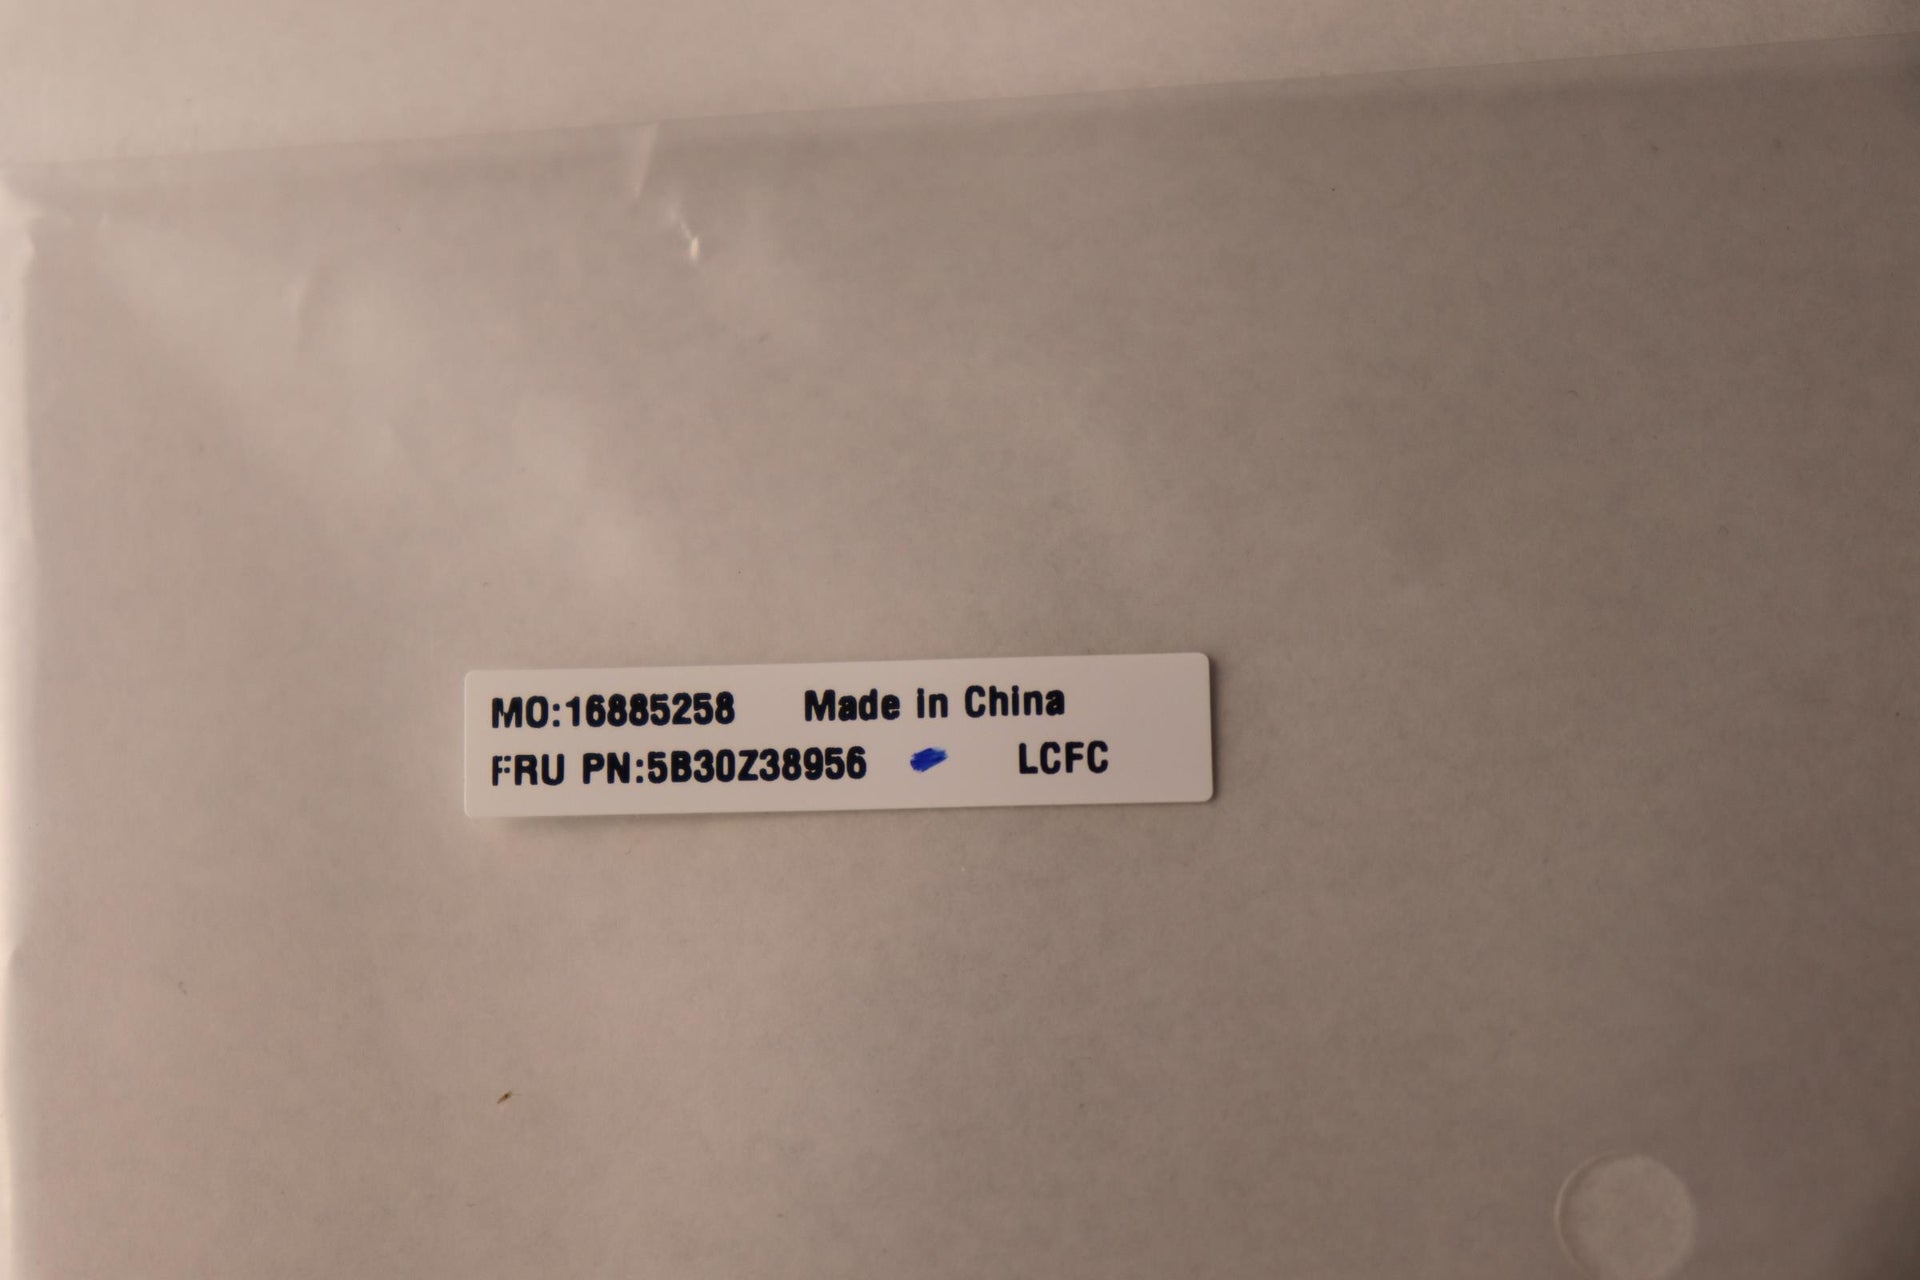 MO:16885258 Made in China
FRU PN:5B30Z38956 LCFC